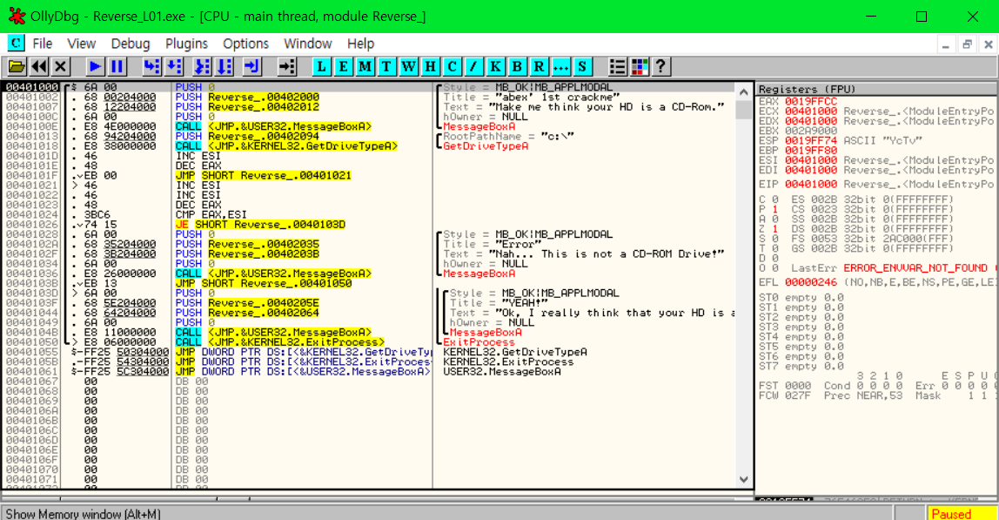 OllyDbg - Reverse_L01.exe - [CPU - main thread, module Reverse_]
C File View Debug Plugins Options Window Help
L E M T W H C / K B R ... S ?
00401000 $ 6A 00 PUSH 0 Style = MB_OK|MB_APPLMODAL
00401002 . 68 00204000 PUSH Reverse_.00402000 Title = "abex' 1st crackme"
00401007 . 68 12204000 PUSH Reverse_.00402012 Text = "Make me think your HD is a CD-Rom."
0040100C . 6A 00 PUSH 0 hOwner = NULL
0040100E . E8 4E000000 CALL <JMP.&USER32.MessageBoxA> MessageBoxA
00401013 . 68 94204000 PUSH Reverse_.00402094 RootPathName = "c:\"
00401018 . E8 38000000 CALL <JMP.&KERNEL32.GetDriveTypeA> GetDriveTypeA
0040101D . 46 INC ESI
0040101E . 48 DEC EAX
0040101F . EB 00 JMP SHORT Reverse_.00401021
00401021 > 46 INC ESI
00401022 . 46 INC ESI
00401023 . 48 DEC EAX
00401024 . 3BC6 CMP EAX,ESI
00401026 . 74 15 JE SHORT Reverse_.0040103D
00401028 . 6A 00 PUSH 0 Style = MB_OK|MB_APPLMODAL
0040102A . 68 35204000 PUSH Reverse_.00402035 Title = "Error"
0040102F . 68 3B204000 PUSH Reverse_.0040203B Text = "Nah... This is not a CD-ROM Drive!"
00401034 . 6A 00 PUSH 0 hOwner = NULL
00401036 . E8 26000000 CALL <JMP.&USER32.MessageBoxA> MessageBoxA
0040103B . EB 13 JMP SHORT Reverse_.00401050
0040103D > 6A 00 PUSH 0 Style = MB_OK|MB_APPLMODAL
0040103F . 68 5E204000 PUSH Reverse_.0040205E Title = "YEAH!"
00401044 . 68 64204000 PUSH Reverse_.00402064 Text = "Ok, I really think that your HD is a
00401049 . 6A 00 PUSH 0 hOwner = NULL
0040104B . E8 11000000 CALL <JMP.&USER32.MessageBoxA> MessageBoxA
00401050 > E8 06000000 CALL <JMP.&KERNEL32.ExitProcess> ExitProcess
00401055 $-FF25 50304000 JMP DWORD PTR DS:[<&KERNEL32.GetDriveTy KERNEL32.GetDriveTypeA
0040105B .-FF25 54304000 JMP DWORD PTR DS:[<&KERNEL32.ExitProces KERNEL32.ExitProcess
00401061 $-FF25 5C304000 JMP DWORD PTR DS:[<&USER32.MessageBoxA>] USER32.MessageBoxA
00401067 00 DB 00
00401068 00 DB 00
00401069 00 DB 00
0040106A 00 DB 00
0040106B 00 DB 00
0040106C 00 DB 00
0040106D 00 DB 00
0040106E 00 DB 00
0040106F 00 DB 00
00401070 00 DB 00
00401071 00 DB 00
Registers (FPU)
EAX 0019FFCC
ECX 00401000 Reverse_.<ModuleEntryPo
EDX 00401000 Reverse_.<ModuleEntryPo
EBX 002A9000
ESP 0019FF74 ASCII "YcTv"
EBP 0019FF80
ESI 00401000 Reverse_.<ModuleEntryPo
EDI 00401000 Reverse_.<ModuleEntryPo
EIP 00401000 Reverse_.<ModuleEntryPo
C 0 ES 002B 32bit 0(FFFFFFFF)
P 1 CS 0023 32bit 0(FFFFFFFF)
A 0 SS 002B 32bit 0(FFFFFFFF)
Z 1 DS 002B 32bit 0(FFFFFFFF)
S 0 FS 0053 32bit 2AC000(FFF)
T 0 GS 002B 32bit 0(FFFFFFFF)
D 0
O 0 LastErr ERROR_ENVVAR_NOT_FOUND (
EFL 00000246 (NO,NB,E,BE,NS,PE,GE,LE
ST0 empty 0.0
ST1 empty 0.0
ST2 empty 0.0
ST3 empty 0.0
ST4 empty 0.0
ST5 empty 0.0
ST6 empty 0.0
ST7 empty 0.0
3 2 1 0 E S P U O
FST 0000 Cond 0 0 0 0 Err 0 0 0 0 0
FCW 027F Prec NEAR,53 Mask 1 1 1
Show Memory window (Alt+M)
Paused